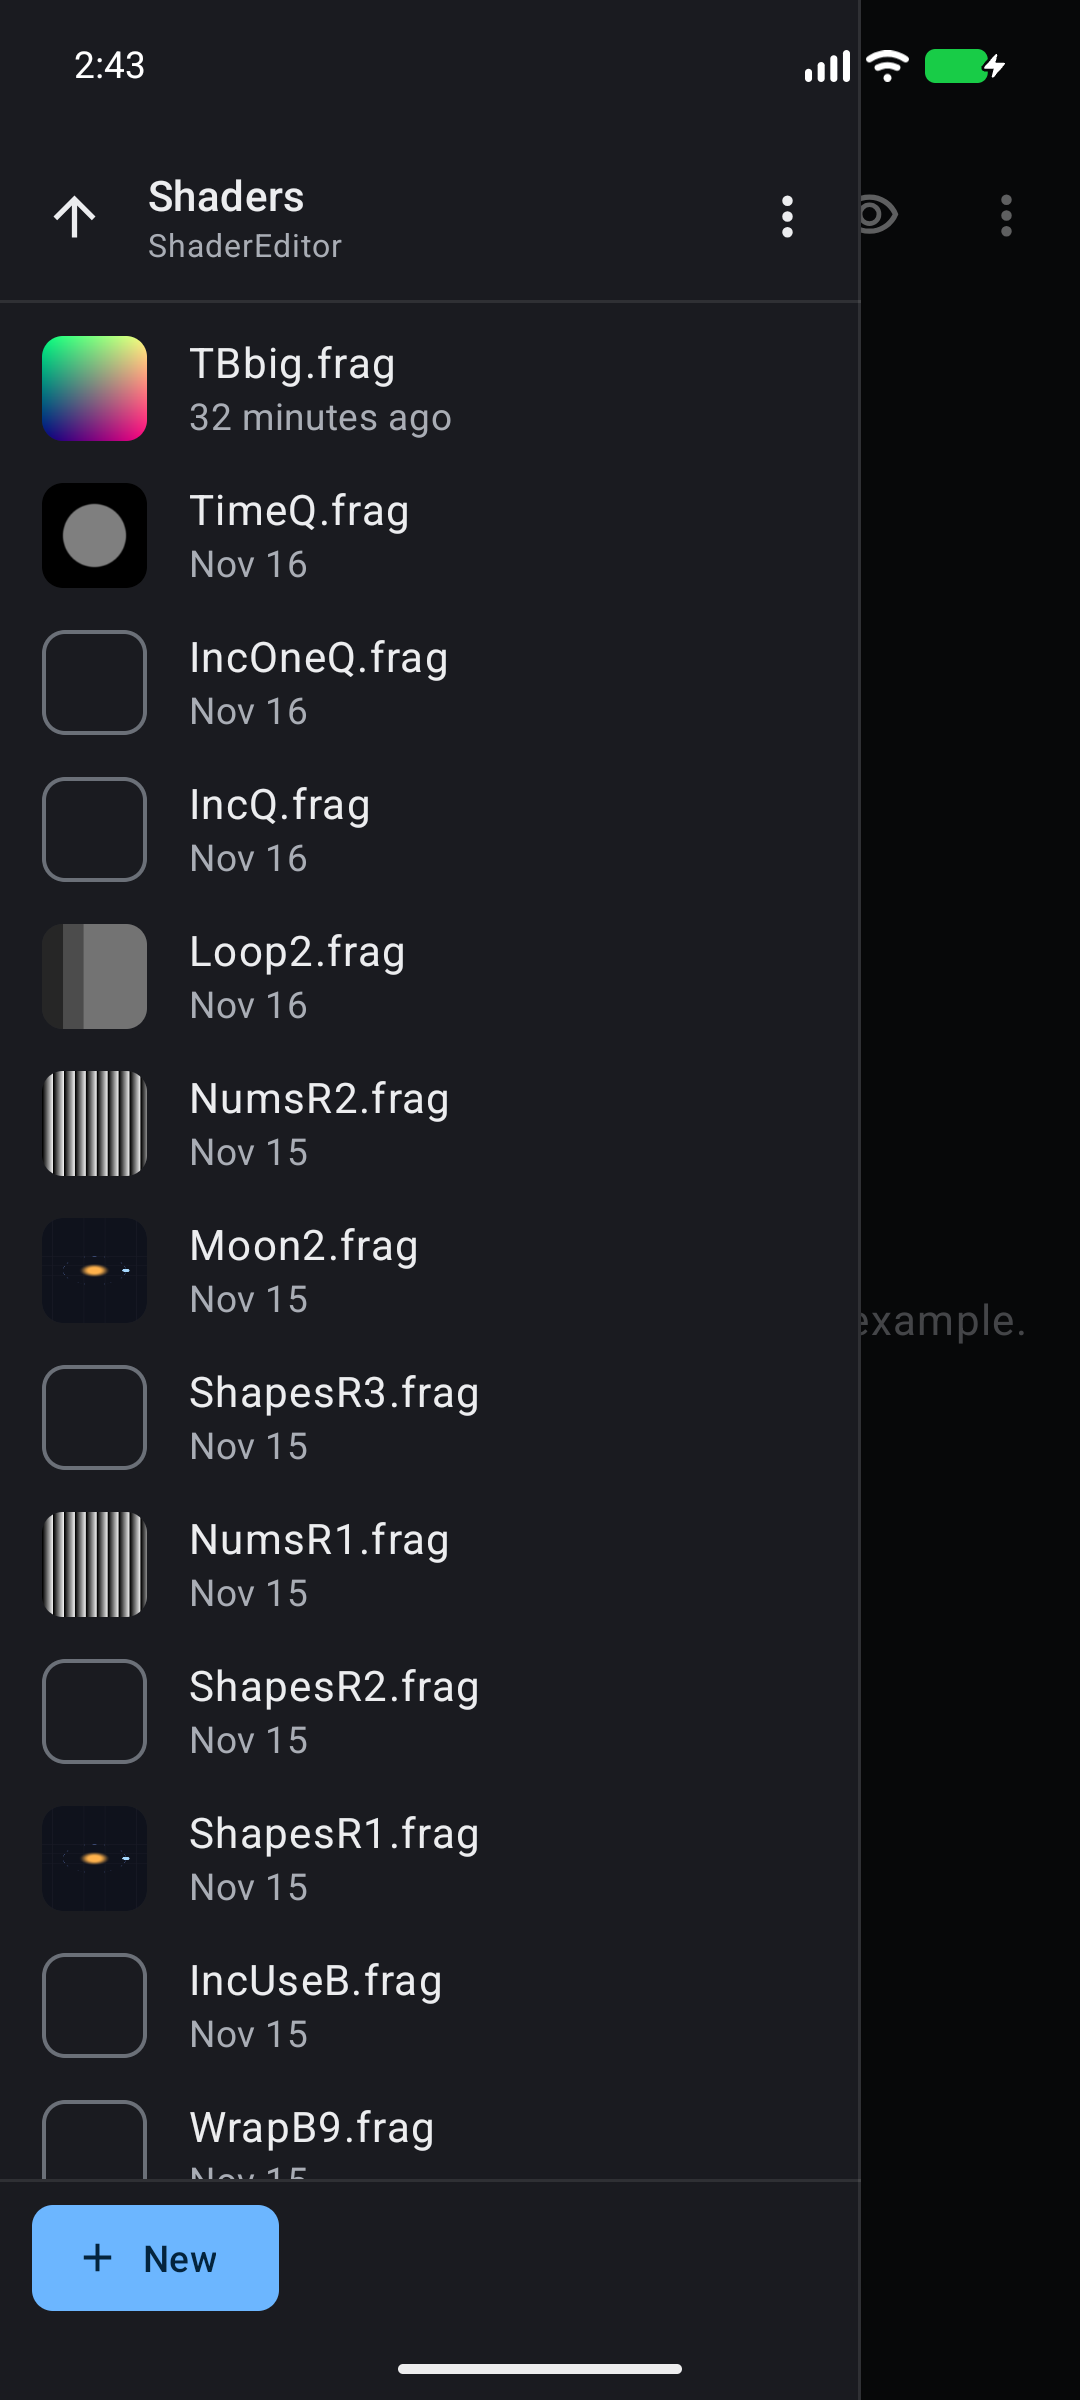 2:43
Shaders
ShaderEditor
TBbig.frag
32 minutes ago
TimeQ.frag
Nov 16
IncOneQ.frag
Nov 16
IncQ.frag
Nov 16
Loop2.frag
Nov 16
NumsR2.frag
Nov 15
Moon2.frag
Nov 15
example.
ShapesR3.frag
Nov 15
NumsR1.frag
Nov 15
ShapesR2.frag
Nov 15
ShapesR1.frag
Nov 15
IncUseB.frag
Nov 15
WrapB9.frag
Nov 15
New